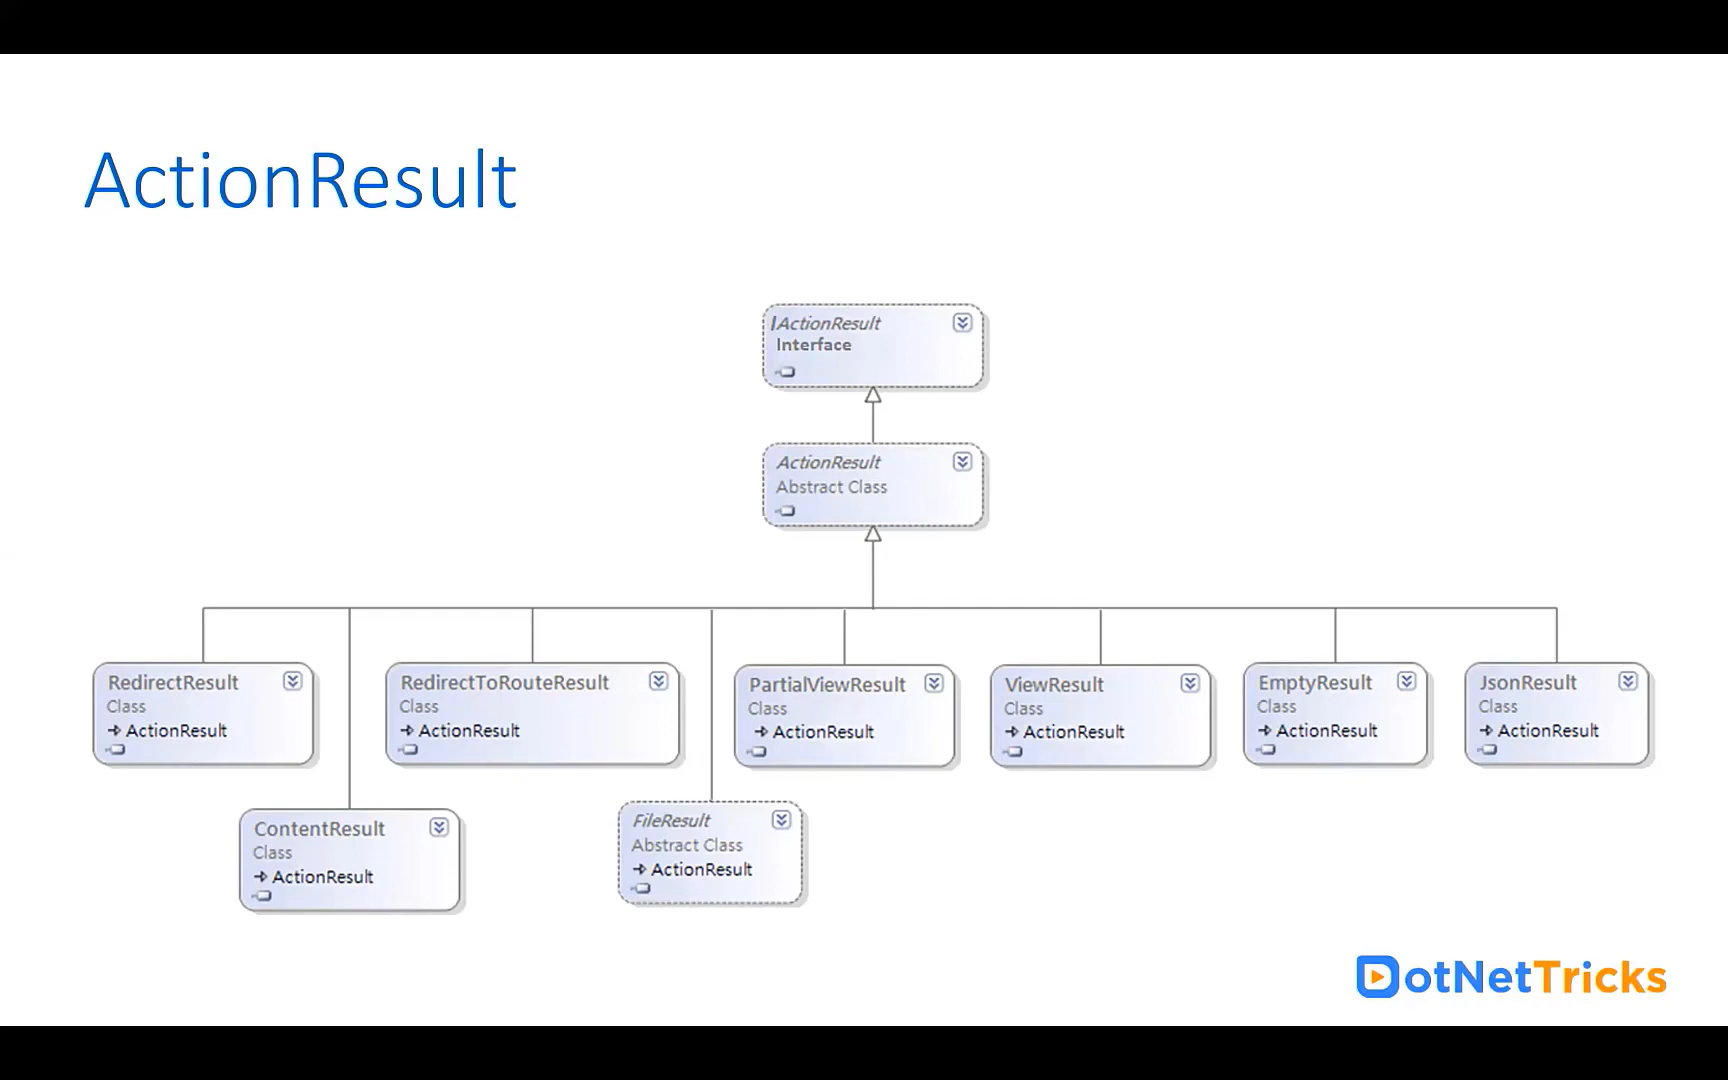 ActionResult
IActionResult
Interface
ActionResult
Abstract Class
RedirectResult
Class
ActionResult
RedirectToRouteResult
Class
ActionResult
PartialViewResult
Class
ActionResult
ViewResult
Class
ActionResult
EmptyResult
Class
ActionResult
JsonResult
Class
ActionResult
ContentResult
Class
ActionResult
FileResult
Abstract Class
ActionResult
DotNetTricks